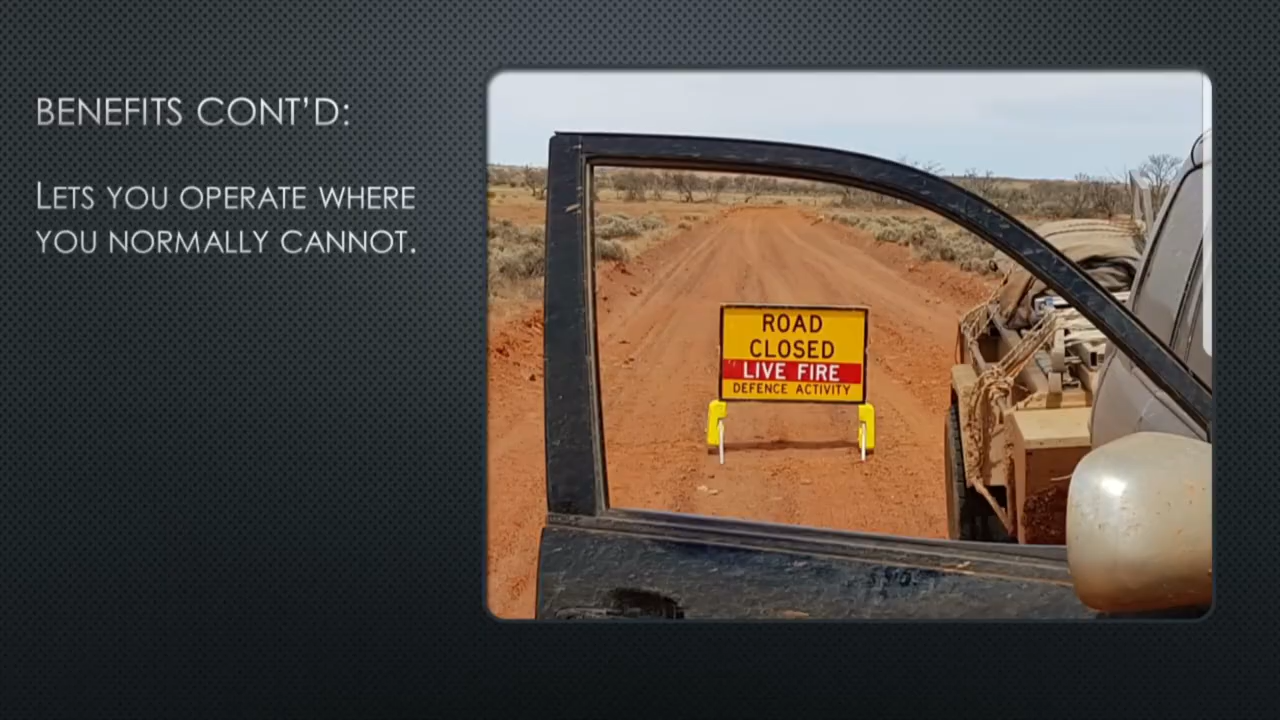 BENEFITS CONT'D:
LETS YOU OPERATE WHERE
YOU NORMALLY CANNOT.
ROAD
CLOSED
LIVE FIRE
DEFENCE ACTIVITY